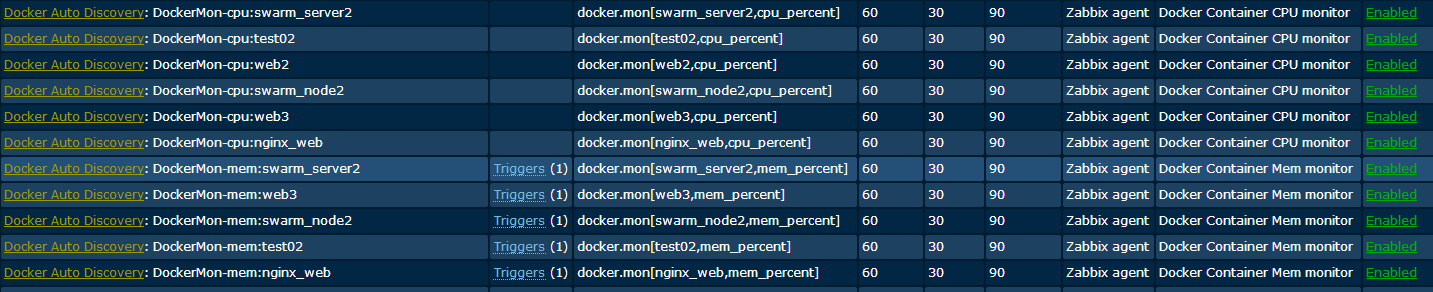 Docker Auto Discovery: DockerMon-cpu:swarm_server2 docker.mon[swarm_server2,cpu_percent] 60 30 90 Zabbix agent Docker Container CPU monitor Enabled
Docker Auto Discovery: DockerMon-cpu:test02 docker.mon[test02,cpu_percent] 60 30 90 Zabbix agent Docker Container CPU monitor Enabled
Docker Auto Discovery: DockerMon-cpu:web2 docker.mon[web2,cpu_percent] 60 30 90 Zabbix agent Docker Container CPU monitor Enabled
Docker Auto Discovery: DockerMon-cpu:swarm_node2 docker.mon[swarm_node2,cpu_percent] 60 30 90 Zabbix agent Docker Container CPU monitor Enabled
Docker Auto Discovery: DockerMon-cpu:web3 docker.mon[web3,cpu_percent] 60 30 90 Zabbix agent Docker Container CPU monitor Enabled
Docker Auto Discovery: DockerMon-cpu:nginx_web docker.mon[nginx_web,cpu_percent] 60 30 90 Zabbix agent Docker Container CPU monitor Enabled
Docker Auto Discovery: DockerMon-mem:swarm_server2 Triggers (1) docker.mon[swarm_server2,mem_percent] 60 30 90 Zabbix agent Docker Container Mem monitor Enabled
Docker Auto Discovery: DockerMon-mem:web3 Triggers (1) docker.mon[web3,mem_percent] 60 30 90 Zabbix agent Docker Container Mem monitor Enabled
Docker Auto Discovery: DockerMon-mem:swarm_node2 Triggers (1) docker.mon[swarm_node2,mem_percent] 60 30 90 Zabbix agent Docker Container Mem monitor Enabled
Docker Auto Discovery: DockerMon-mem:test02 Triggers (1) docker.mon[test02,mem_percent] 60 30 90 Zabbix agent Docker Container Mem monitor Enabled
Docker Auto Discovery: DockerMon-mem:nginx_web Triggers (1) docker.mon[nginx_web,mem_percent] 60 30 90 Zabbix agent Docker Container Mem monitor Enabled